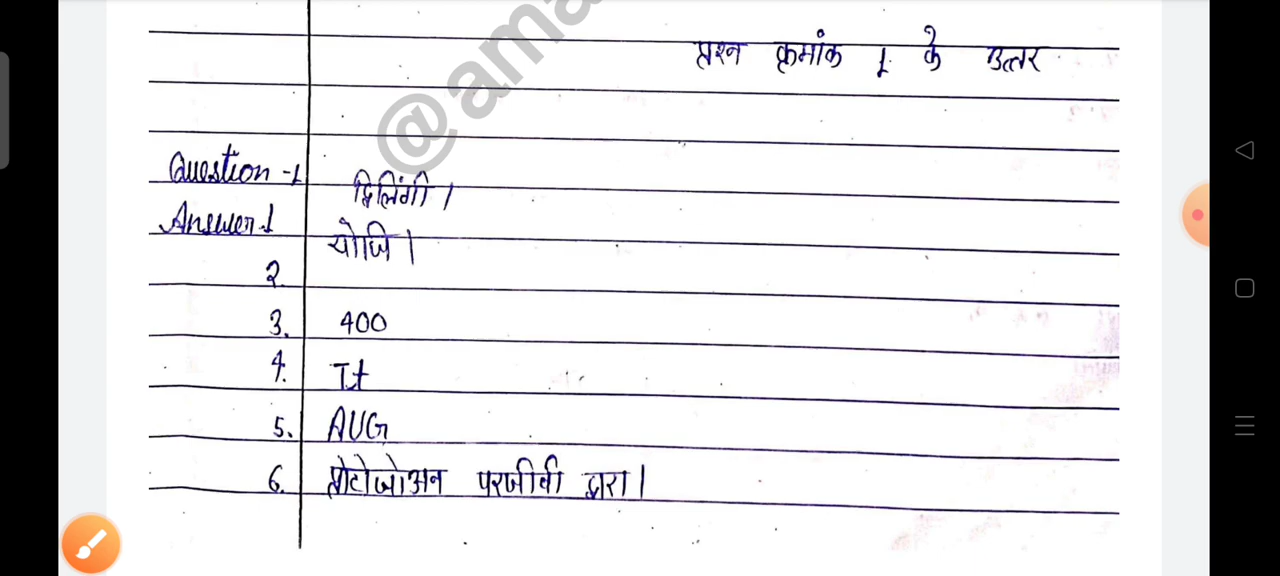 @ama
प्रश्न क्रमांक 1 के उत्तर
Question -1
द्विलिंगी।
Answer-1
योजि।
2.
3. 400
4. Tt
5. AUG
6. प्रोटोजोअन परजीवी द्वारा।